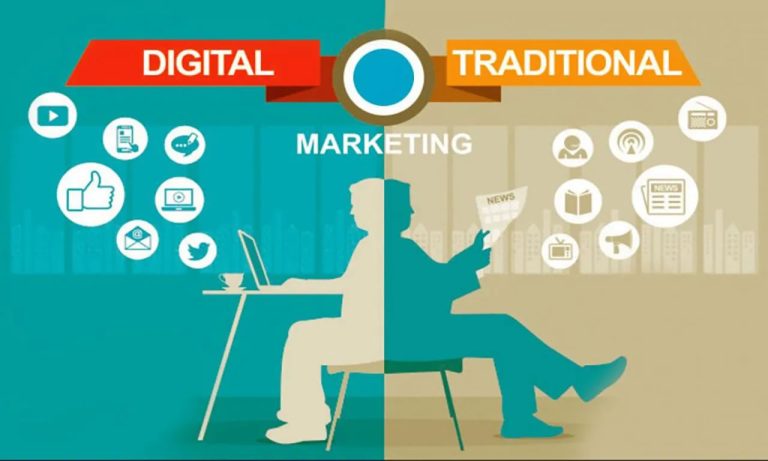 DIGITAL
TRADITIONAL
MARKETING
NEWS
NEWS
@